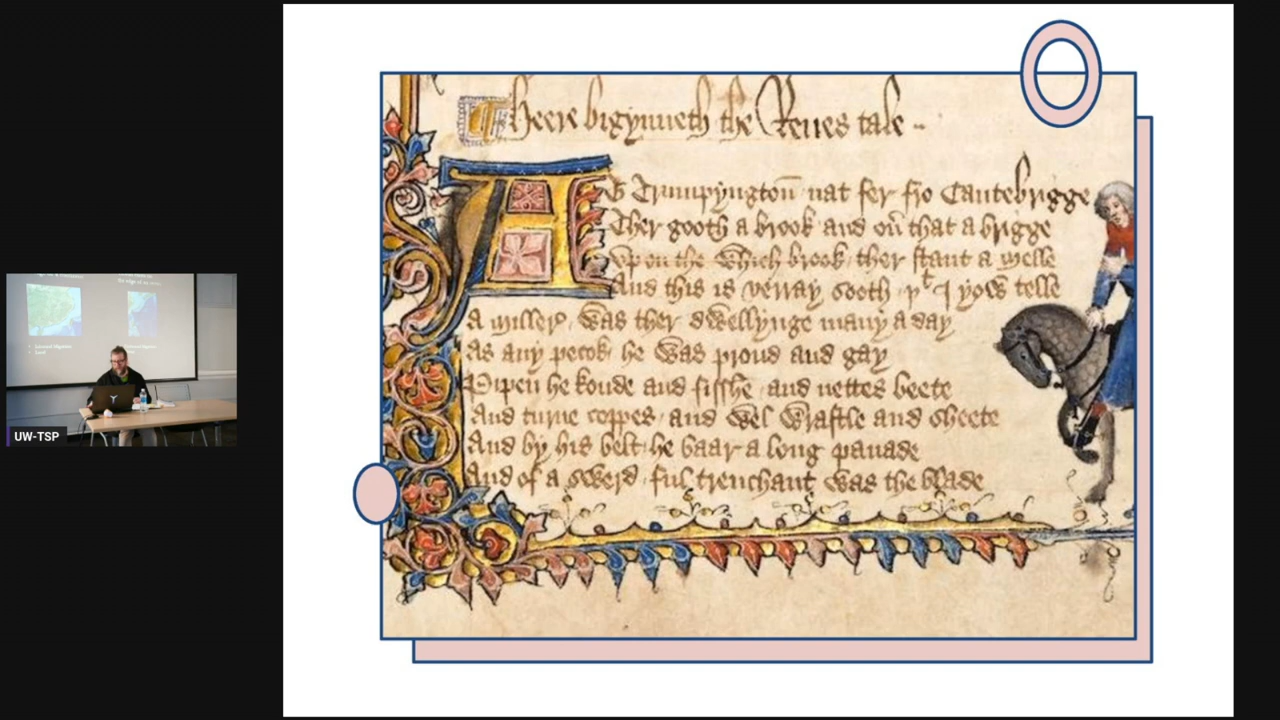 Heere bigynneth the Reues tale
At Trumpyngton nat fer fro Cantebrigge
Ther gooth a brook and ou that a brigge
Vp on the which brook ther stant a melle
And this is verray sooth þt I yow telle
A miller was ther dwellynge many a day
As any pecok he was proud and gay
Pipen he koude and fisshe and nettes beete
And turne coppes and wel wrastle and sheete
And by his belt he baar a long panade
And of a swerd ful trenchant was the blade
UW-TSP